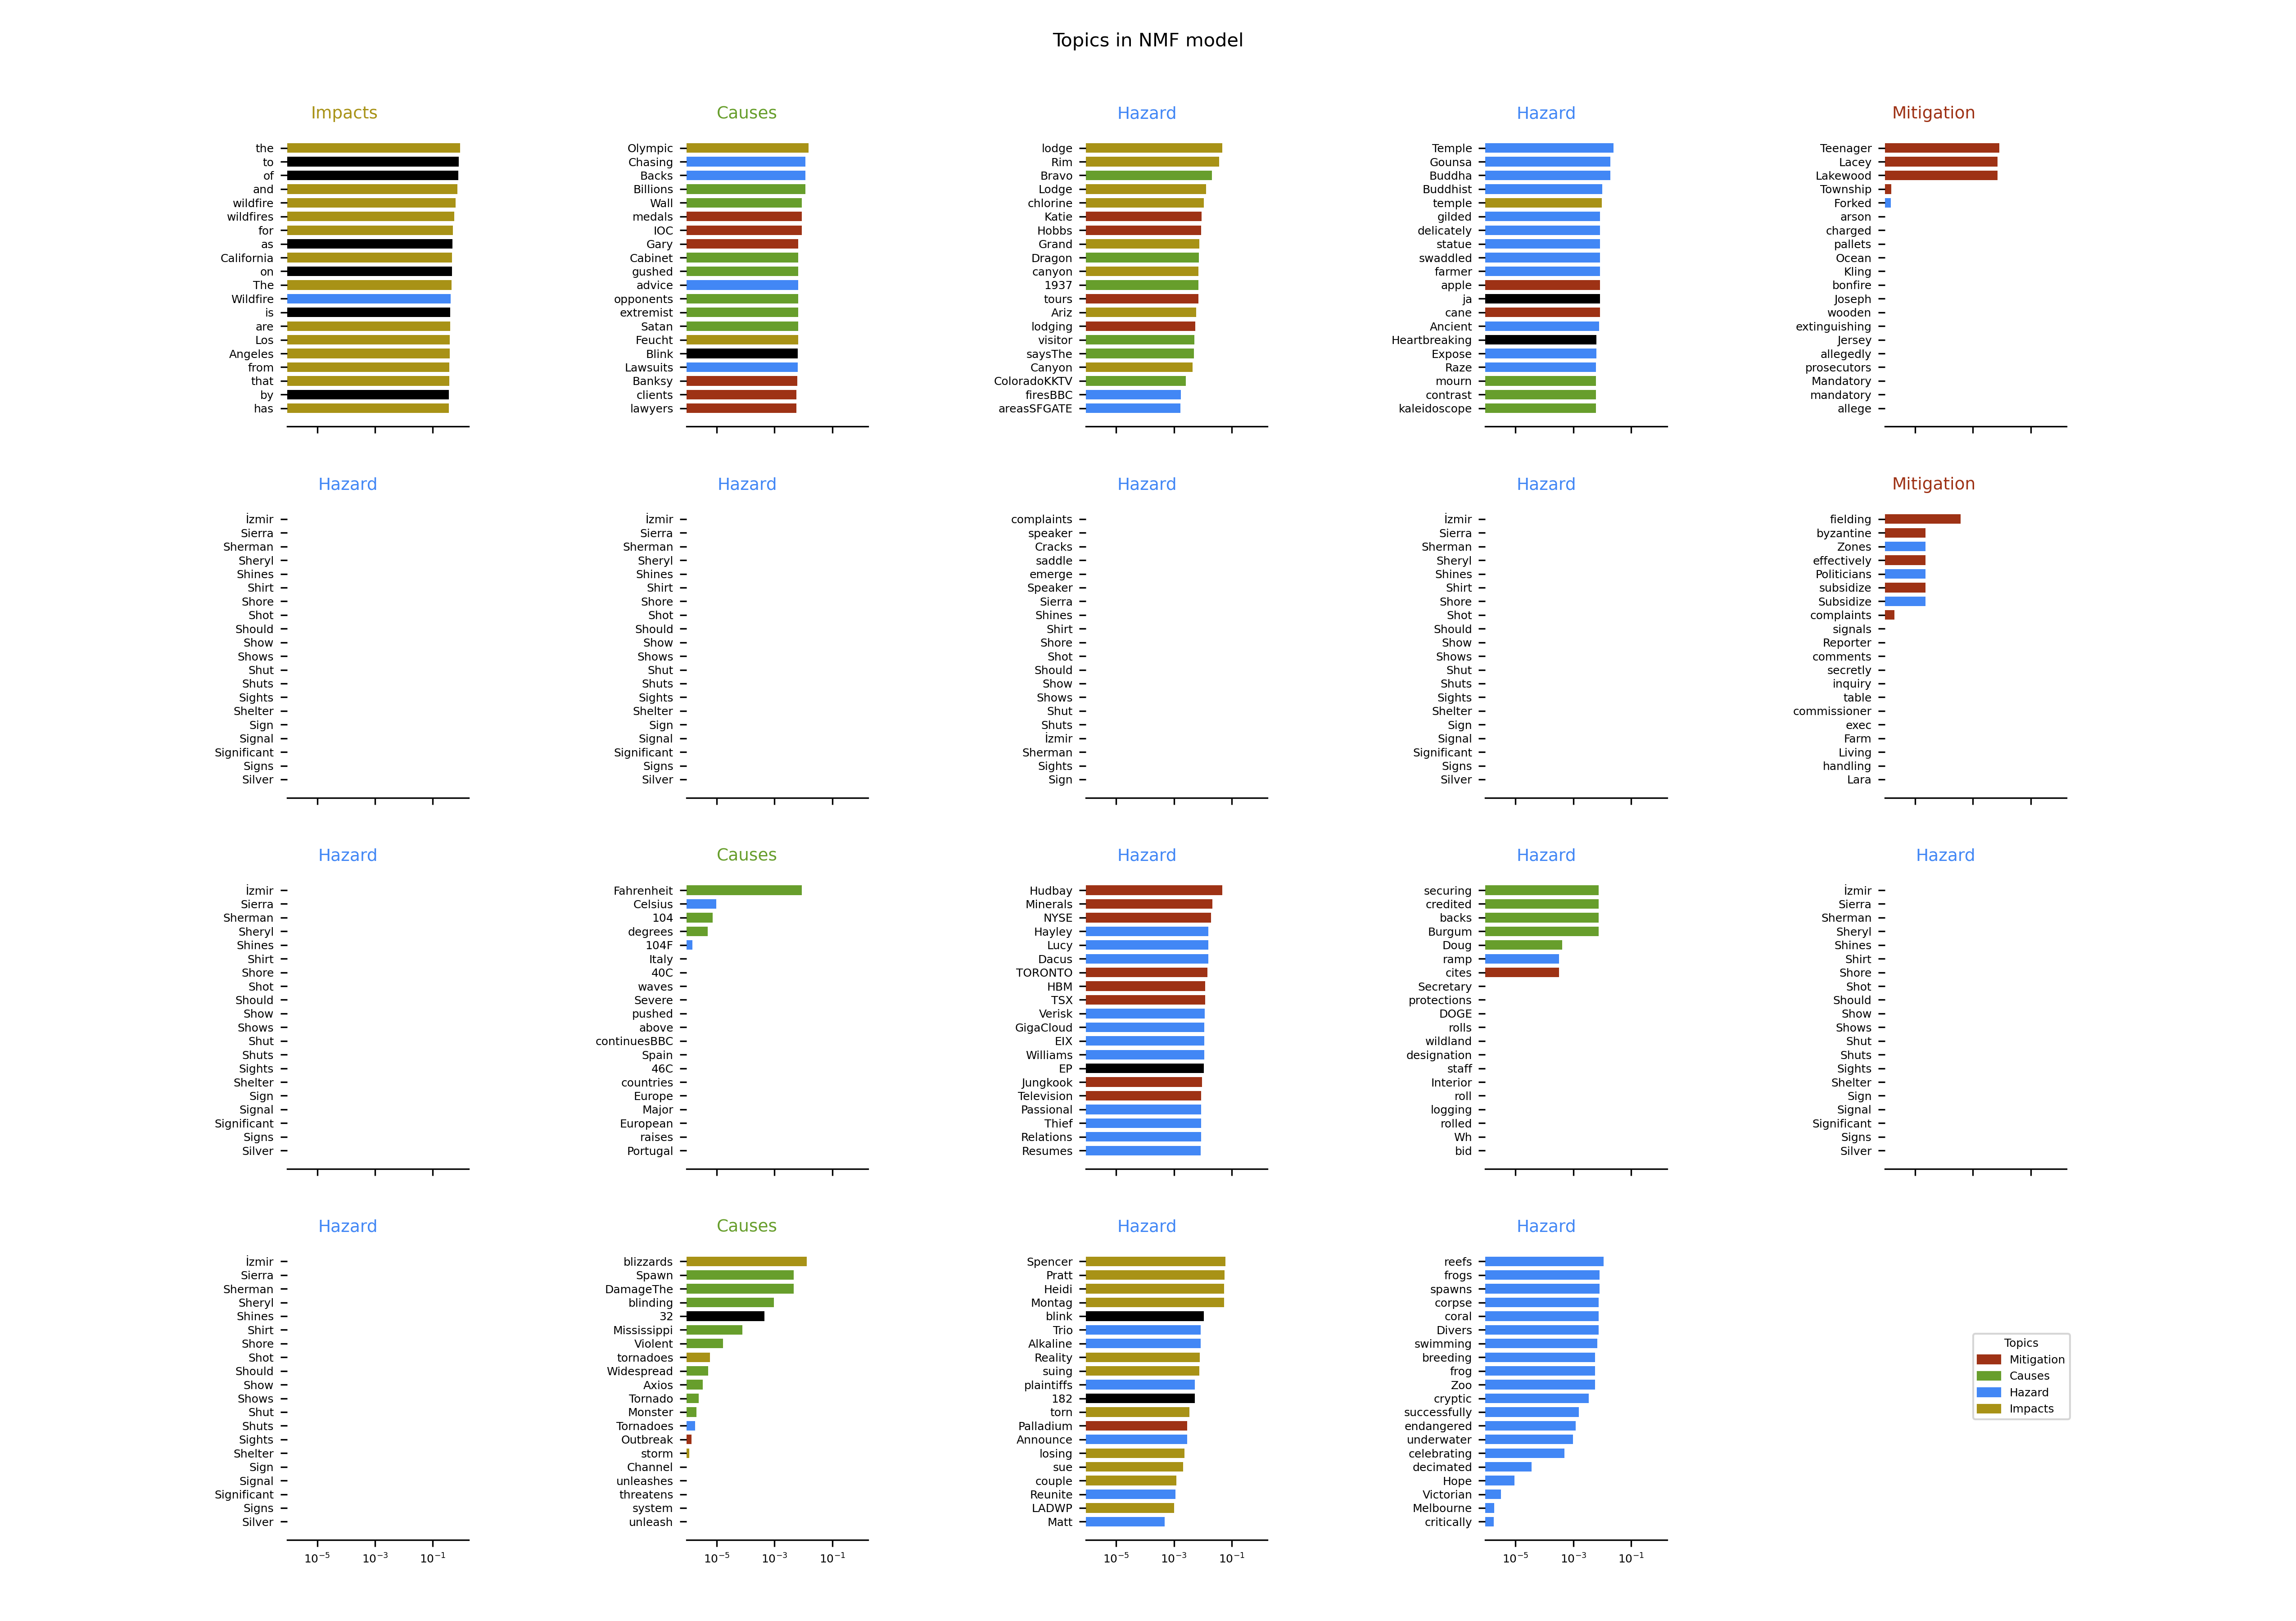 Topics in NMF model
Impacts
the
to
of
and
wildfire
wildfires
for
as
California
on
The
Wildfire
is
are
Los
Angeles
from
that
by
has
Causes
Olympic
Chasing
Backs
Billions
Wall
medals
IOC
Gary
Cabinet
gushed
advice
opponents
extremist
Satan
Feucht
Blink
Lawsuits
Banksy
clients
lawyers
Hazard
lodge
Rim
Bravo
Lodge
chlorine
Katie
Hobbs
Grand
Dragon
canyon
1937
tours
Ariz
lodging
visitor
saysThe
Canyon
ColoradoKKTV
firesBBC
areasSFGATE
Hazard
Temple
Gounsa
Buddha
Buddhist
temple
gilded
delicately
statue
swaddled
farmer
apple
ja
cane
Ancient
Heartbreaking
Expose
Raze
mourn
contrast
kaleidoscope
Mitigation
Teenager
Lacey
Lakewood
Township
Forked
arson
charged
pallets
Ocean
Kling
bonfire
Joseph
wooden
extinguishing
Jersey
allegedly
prosecutors
Mandatory
mandatory
allege
Hazard
İzmir
Sierra
Sherman
Sheryl
Shines
Shirt
Shore
Shot
Should
Show
Shows
Shut
Shuts
Sights
Shelter
Sign
Signal
Significant
Signs
Silver
Hazard
İzmir
Sierra
Sherman
Sheryl
Shines
Shirt
Shore
Shot
Should
Show
Shows
Shut
Shuts
Sights
Shelter
Sign
Signal
Significant
Signs
Silver
Hazard
complaints
speaker
Cracks
saddle
emerge
Speaker
Sierra
Shines
Shirt
Shore
Shot
Should
Show
Shows
Shut
Shuts
İzmir
Sherman
Sights
Sign
Hazard
İzmir
Sierra
Sherman
Sheryl
Shines
Shirt
Shore
Shot
Should
Show
Shows
Shut
Shuts
Sights
Shelter
Sign
Signal
Significant
Signs
Silver
Mitigation
fielding
byzantine
Zones
effectively
Politicians
subsidize
Subsidize
complaints
signals
Reporter
comments
secretly
inquiry
table
commissioner
exec
Farm
Living
handling
Lara
Hazard
İzmir
Sierra
Sherman
Sheryl
Shines
Shirt
Shore
Shot
Should
Show
Shows
Shut
Shuts
Sights
Shelter
Sign
Signal
Significant
Signs
Silver
Causes
Fahrenheit
Celsius
104
degrees
104F
Italy
40C
waves
Severe
pushed
above
continuesBBC
Spain
46C
countries
Europe
Major
European
raises
Portugal
Hazard
Hudbay
Minerals
NYSE
Hayley
Lucy
Dacus
TORONTO
HBM
TSX
Verisk
GigaCloud
EIX
Williams
EP
Jungkook
Television
Passional
Thief
Relations
Resumes
Hazard
securing
credited
backs
Burgum
Doug
ramp
cites
Secretary
protections
DOGE
rolls
wildland
designation
staff
Interior
roll
logging
rolled
Wh
bid
Hazard
İzmir
Sierra
Sherman
Sheryl
Shines
Shirt
Shore
Shot
Should
Show
Shows
Shut
Shuts
Sights
Shelter
Sign
Signal
Significant
Signs
Silver
Hazard
İzmir
Sierra
Sherman
Sheryl
Shines
Shirt
Shore
Shot
Should
Show
Shows
Shut
Shuts
Sights
Shelter
Sign
Signal
Significant
Signs
Silver
10⁻⁵ 10⁻³ 10⁻¹
Causes
blizzards
Spawn
DamageThe
blinding
32
Mississippi
Violent
tornadoes
Widespread
Axios
Tornado
Monster
Tornadoes
Outbreak
storm
Channel
unleashes
threatens
system
unleash
10⁻⁵ 10⁻³ 10⁻¹
Hazard
Spencer
Pratt
Heidi
Montag
blink
Trio
Alkaline
Reality
suing
plaintiffs
182
torn
Palladium
Announce
losing
sue
couple
Reunite
LADWP
Matt
10⁻⁵ 10⁻³ 10⁻¹
Hazard
reefs
frogs
spawns
corpse
coral
Divers
swimming
breeding
frog
Zoo
cryptic
successfully
endangered
underwater
celebrating
decimated
Hope
Victorian
Melbourne
critically
10⁻⁵ 10⁻³ 10⁻¹
Topics
Mitigation
Causes
Hazard
Impacts